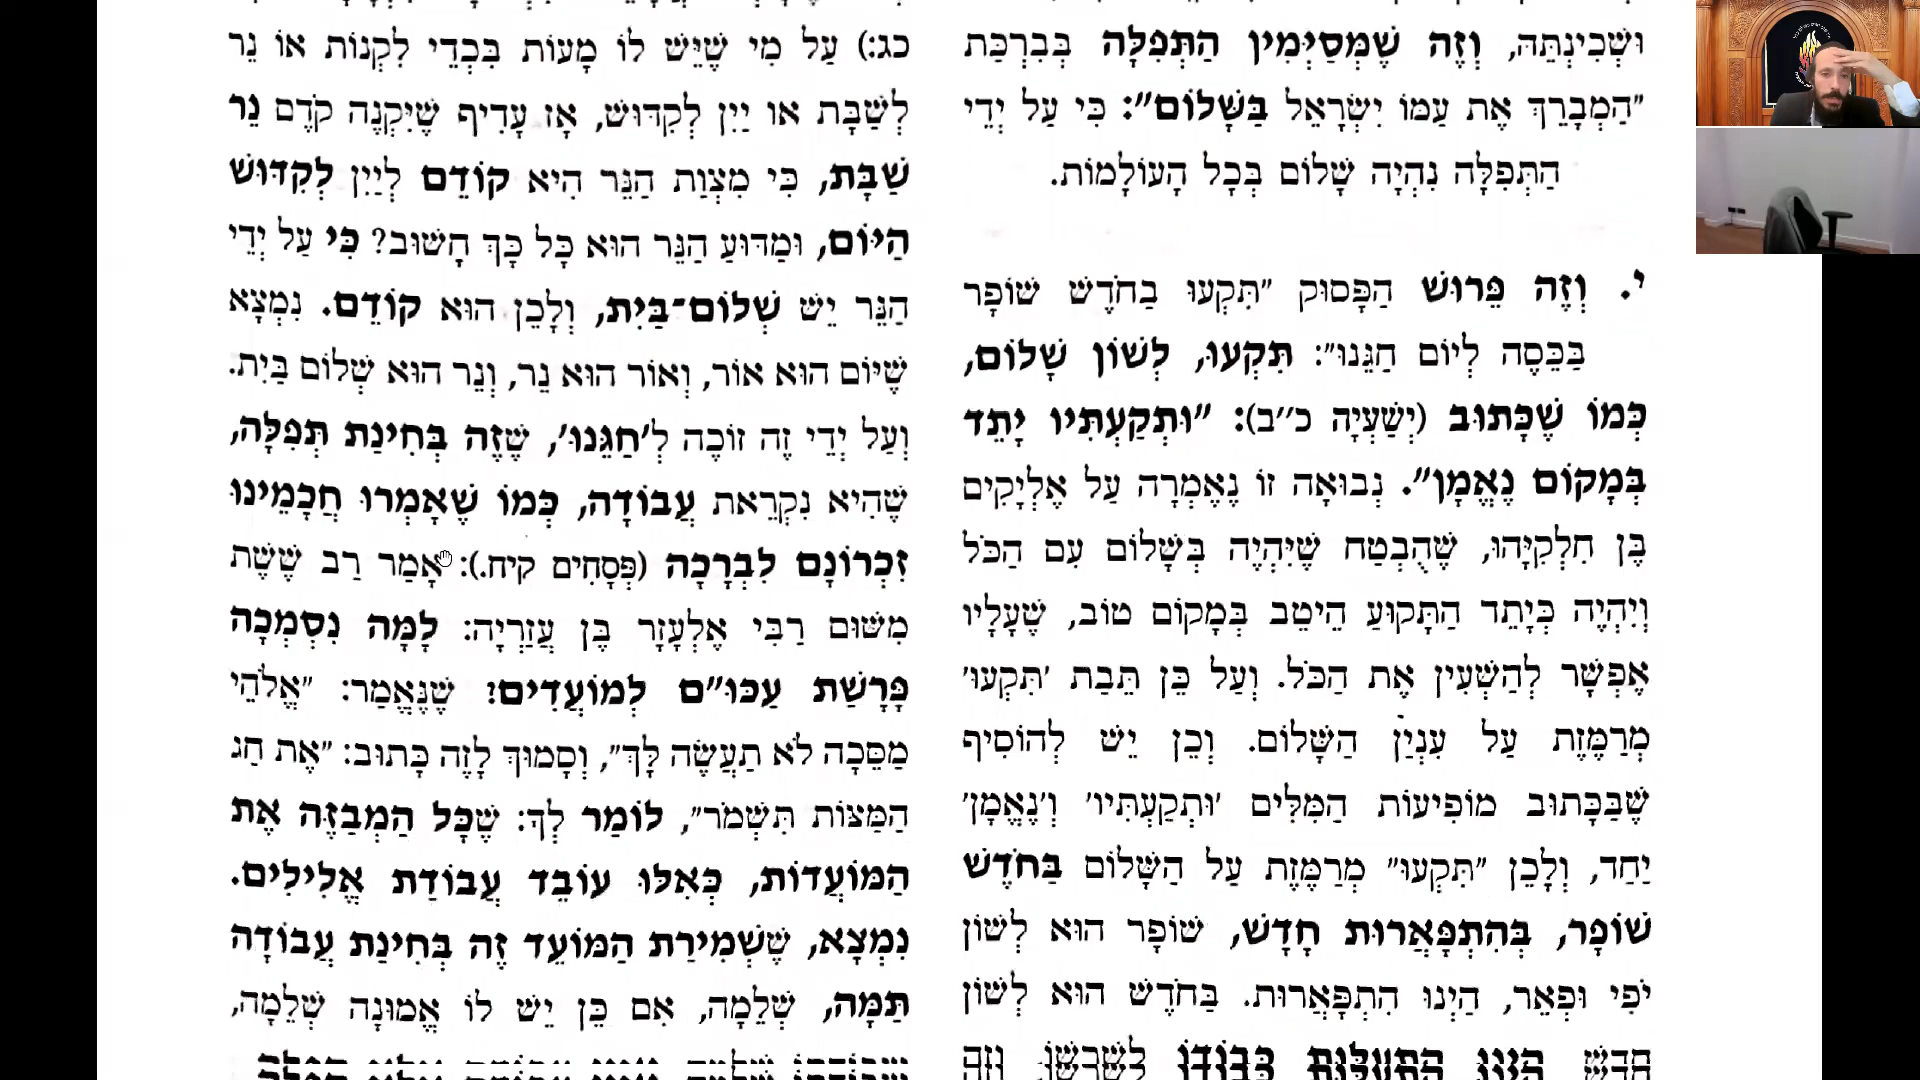 וּשְׁכִינְתֵּהּ, וְזֶה שֶׁמְּסַיְּמִין הַתְּפִלָּה בְּבִרְכַּת
"הַמְבָרֵךְ אֶת עַמּוֹ יִשְׂרָאֵל בַּשָּׁלוֹם": כִּי עַל יְדֵי
הַתְּפִלָּה נִהְיָה שָׁלוֹם בְּכָל הָעוֹלָמוֹת.
י. וְזֶה פֵּרוּשׁ הַפָּסוּק "תִּקְעוּ בַחֹדֶשׁ שׁוֹפָר
בַּכֵּסֶה לְיוֹם חַגֵּנוּ": תִּקְעוּ, לְשׁוֹן שָׁלוֹם,
כְּמוֹ שֶׁכָּתוּב (יְשַׁעְיָה כ"ב): "וּתְקַעְתִּיו יָתֵד
בְּמָקוֹם נֶאֱמָן". נְבוּאָה זוֹ נֶאֶמְרָה עַל אֶלְיָקִים
בֶּן חִלְקִיָּהוּ, שֶׁהֻבְטַח שֶׁיִּהְיֶה בְּשָׁלוֹם עִם הַכֹּל
וְיִהְיֶה כְּיָתֵד הַתָּקוּעַ הֵיטֵב בְּמָקוֹם טוֹב, שֶׁעָלָיו
אֶפְשָׁר לְהַשְׁעִין אֶת הַכֹּל. וְעַל כֵּן תֵּבַת 'תִּקְעוּ'
מְרַמֶּזֶת עַל עִנְיַן הַשָּׁלוֹם. וְכֵן יֵשׁ לְהוֹסִיף
שֶׁבַּכָּתוּב מוֹפִיעוֹת הַמִּלִּים 'וּתְקַעְתִּיו' וְ'נֶאֱמָן'
יַחַד, וְלָכֵן "תִּקְעוּ" מְרַמֶּזֶת עַל הַשָּׁלוֹם בַּחֹדֶשׁ
שׁוֹפָר, בְּהִתְפָּאֲרוּת חָדָשׁ, שׁוֹפָר הוּא לְשׁוֹן
יֹפִי וּפְאֵר, הַיְנוּ הִתְפָּאֲרוּת. בַּחֹדֶשׁ הוּא לְשׁוֹן
חָדָשׁ הַיְנוּ הִתְעַלּוּת כְּבוֹדוֹ לְשָׁרְשׁוֹ. וְזֶה
כג:) עַל מִי שֶׁיֵּשׁ לוֹ מָעוֹת בִּכְדֵי לִקְנוֹת אוֹ נֵר
לְשַׁבָּת אוֹ יַיִן לְקִדּוּשׁ, אָז עָדִיף שֶׁיִּקְנֶה קֹדֶם נֵר
שַׁבָּת, כִּי מִצְוַת הַנֵּר הִיא קוֹדֵם לְיַיִן לְקִדּוּשׁ
הַיּוֹם, וּמַדּוּעַ הַנֵּר הוּא כָּל כָּךְ חָשׁוּב? כִּי עַל יְדֵי
הַנֵּר יֵשׁ שְׁלוֹם־בַּיִת, וְלָכֵן הוּא קוֹדֵם. נִמְצָא
שֶׁיּוֹם הוּא אוֹר, וְאוֹר הוּא נֵר, וְנֵר הוּא שְׁלוֹם בַּיִת.
וְעַל יְדֵי זֶה זוֹכֶה לְ'חַגֵּנוּ', שֶׁזֶּה בְּחִינַת תְּפִלָּה,
שֶׁהִיא נִקְרֵאת עֲבוֹדָה, כְּמוֹ שֶׁאָמְרוּ חֲכָמֵינוּ
זִכְרוֹנָם לִבְרָכָה (פְּסָחִים קיח.): אָמַר רַב שֵׁשֶׁת
מִשּׁוּם רַבִּי אֶלְעָזָר בֶּן עֲזַרְיָה: לָמָּה נִסְמְכָה
פָּרָשַׁת עַכּוּ"ם לְמוֹעֲדִים? שֶׁנֶּאֱמַר: "אֱלֹהֵי
מַסֵּכָה לֹא תַעֲשֶׂה לָּךְ", וְסָמוּךְ לָזֶה כָּתוּב: "אֶת חַג
הַמַּצּוֹת תִּשְׁמֹר", לוֹמַר לְךָ: שֶׁכָּל הַמְבַזֶּה אֶת
הַמּוֹעֲדוֹת, כְּאִלּוּ עוֹבֵד עֲבוֹדַת אֱלִילִים.
נִמְצָא, שֶׁשְּׁמִירַת הַמּוֹעֵד זֶה בְּחִינַת עֲבוֹדָה
תַּמָּה, שְׁלֵמָה, אִם כֵּן יֵשׁ לוֹ אֱמוּנָה שְׁלֵמָה,